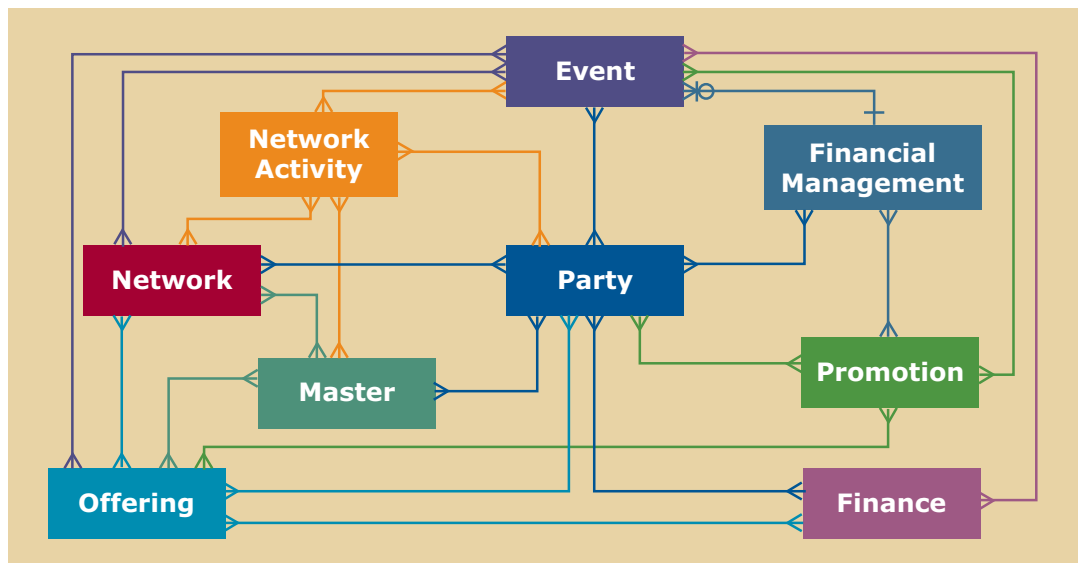 Event
Network
Activity
Financial
Management
Network
Party
Master
Promotion
Offering
Finance